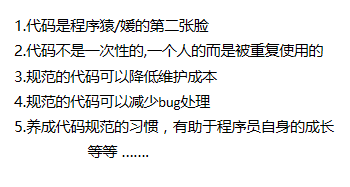 1.代码是程序猿/媛的第二张脸
2.代码不是一次性的,一个人的而是被重复使用的
3.规范的代码可以降低维护成本
4.规范的代码可以减少bug处理
5.养成代码规范的习惯，有助于程序员自身的成长
等等 .......